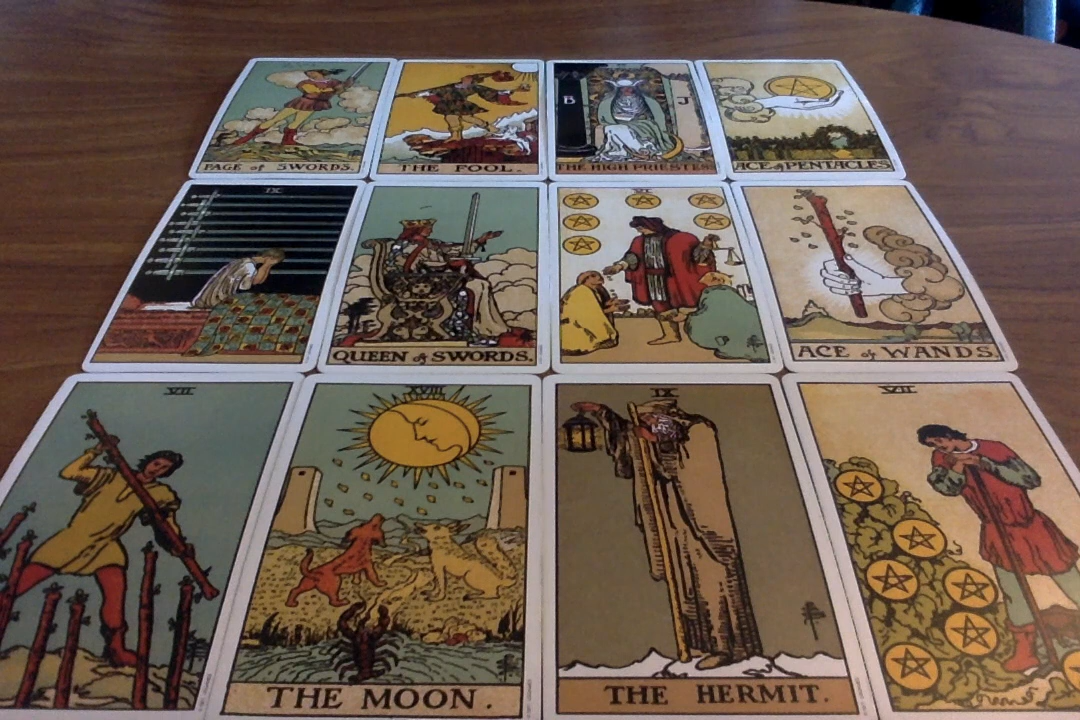 PAGE of SWORDS.
THE FOOL.
B J
THE HIGH PRIESTESS
ACE of PENTACLES
IX
QUEEN of SWORDS.
VI
ACE of WANDS.
VII
XVIII
THE MOON.
IX
THE HERMIT.
VII